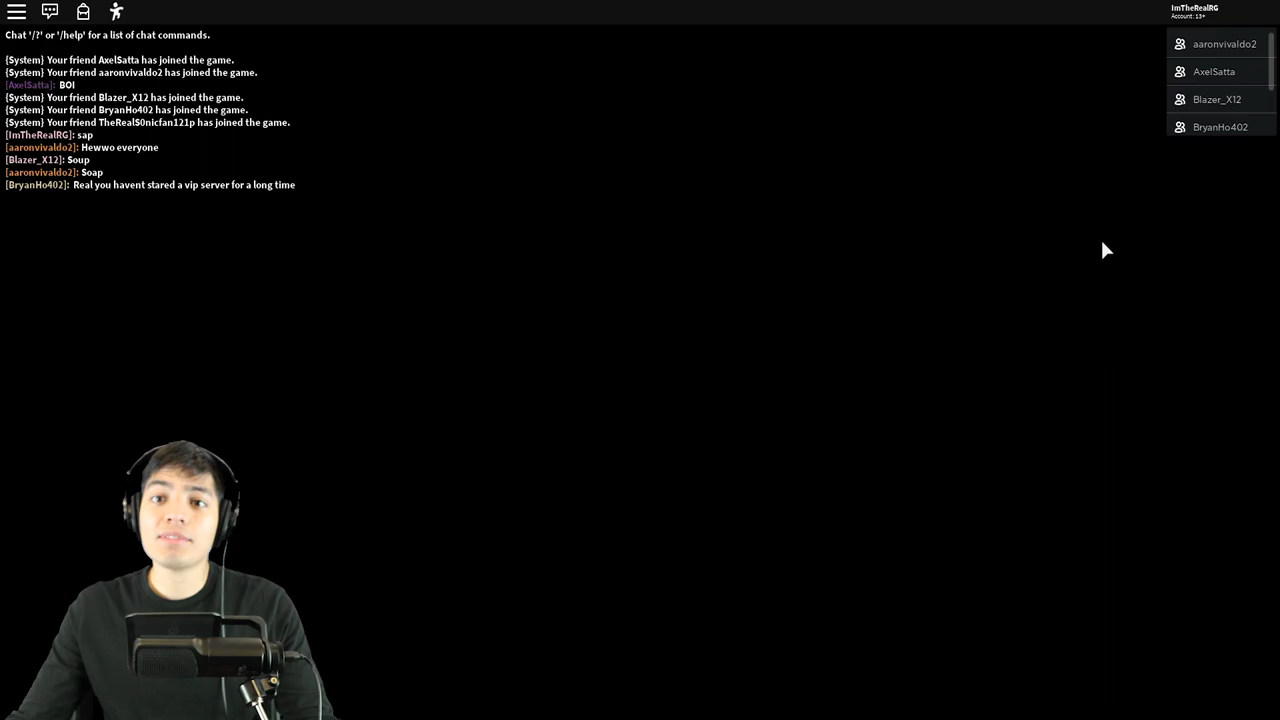 ImTheRealRG
Account: 13+
Chat '/?' or '/help' for a list of chat commands.
{System} Your friend AxelSatta has joined the game.
{System} Your friend aaronvivaldo2 has joined the game.
[AxelSatta]: BOI
{System} Your friend Blazer_X12 has joined the game.
{System} Your friend BryanHo402 has joined the game.
{System} Your friend TheRealS0nicfan121p has joined the game.
[ImTheRealRG]: sap
[aaronvivaldo2]: Hewwo everyone
[Blazer_X12]: Soup
[aaronvivaldo2]: Soap
[BryanHo402]: Real you havent stared a vip server for a long time
aaronvivaldo2
AxelSatta
Blazer_X12
BryanHo402